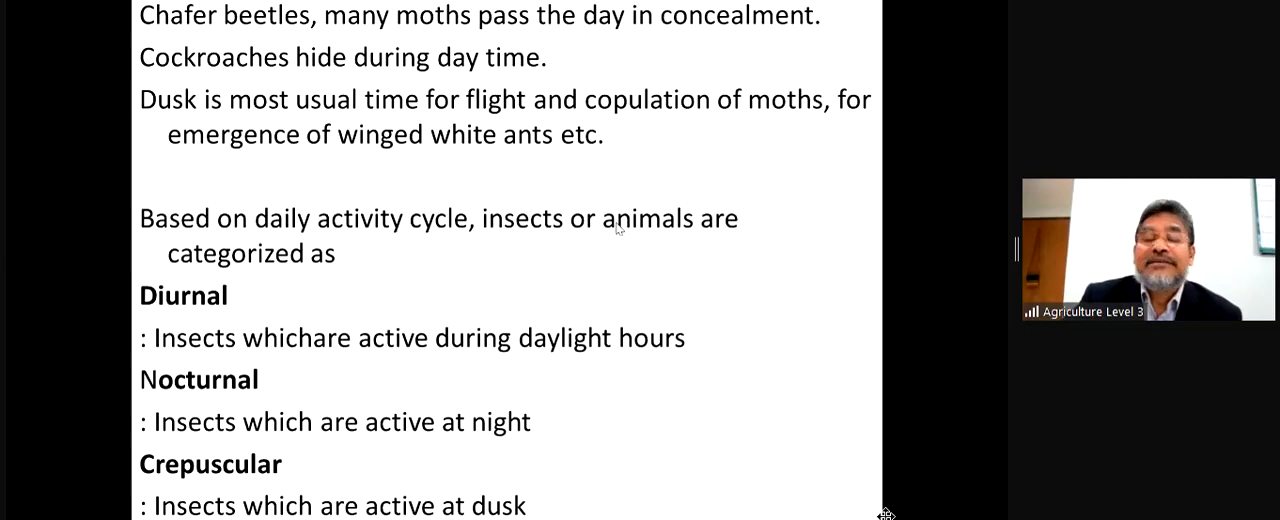 Chafer beetles, many moths pass the day in concealment.
Cockroaches hide during day time.
Dusk is most usual time for flight and copulation of moths, for
emergence of winged white ants etc.
Based on daily activity cycle, insects or animals are
categorized as
Diurnal
: Insects whichare active during daylight hours
Nocturnal
: Insects which are active at night
Crepuscular
: Insects which are active at dusk
Agriculture Level 3